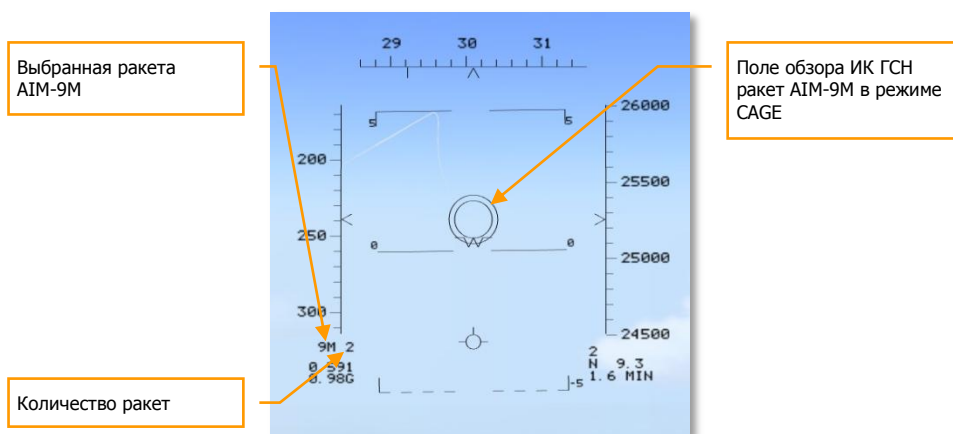 Выбранная ракета
AIM-9M
Количество ракет
Поле обзора ИК ГСН
ракет AIM-9M в режиме
CAGE
29 30 31
5 5
200
250
300
0 0
26000
25500
25000
24500
9M 2
0.591
0.98G
-5
2
N 9.3
1.6 MIN